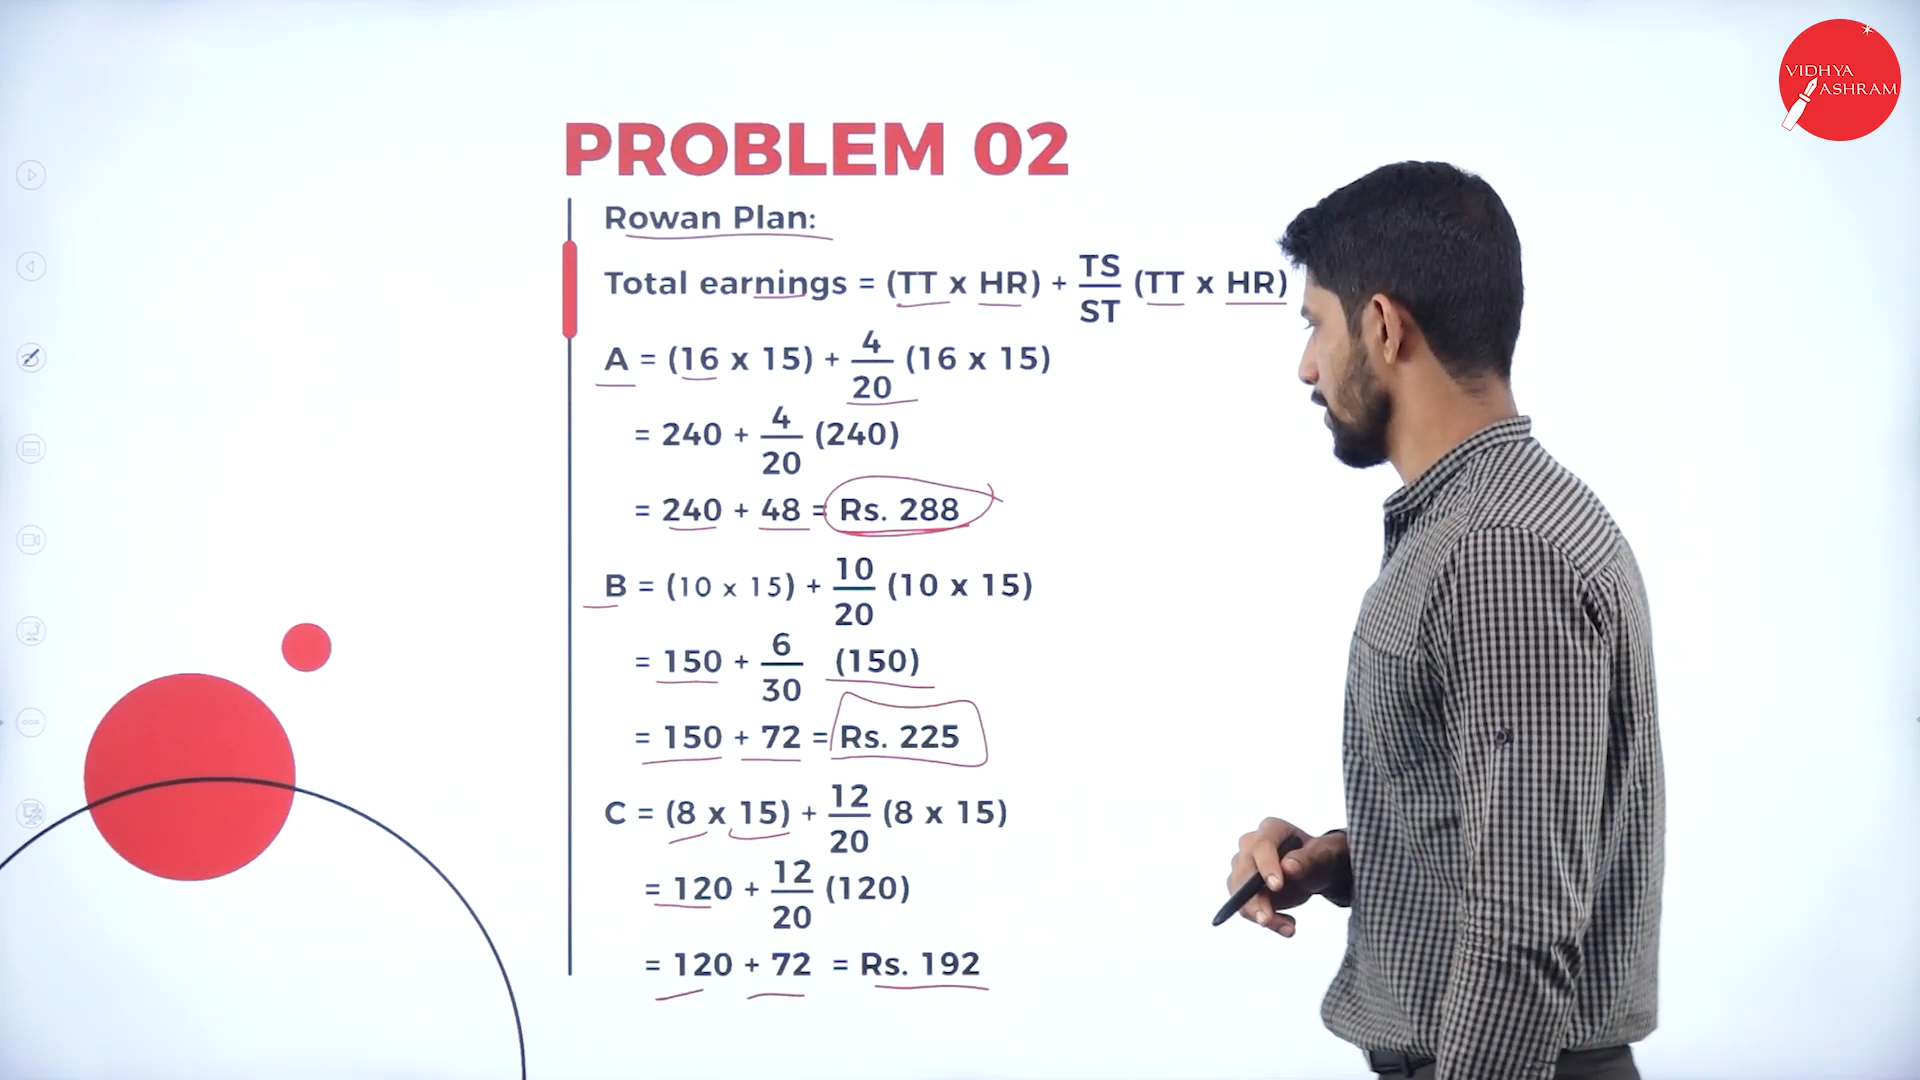 VIDHYA
ASHRAM
PROBLEM 02
Rowan Plan:
Total earnings = (TT x HR) + TS/ST (TT x HR)
A = (16 x 15) + 4/20 (16 x 15)
= 240 + 4/20 (240)
= 240 + 48 = Rs. 288
B = (10 x 15) + 10/20 (10 x 15)
= 150 + 6/30 (150)
= 150 + 72 = Rs. 225
C = (8 x 15) + 12/20 (8 x 15)
= 120 + 12/20 (120)
= 120 + 72 = Rs. 192